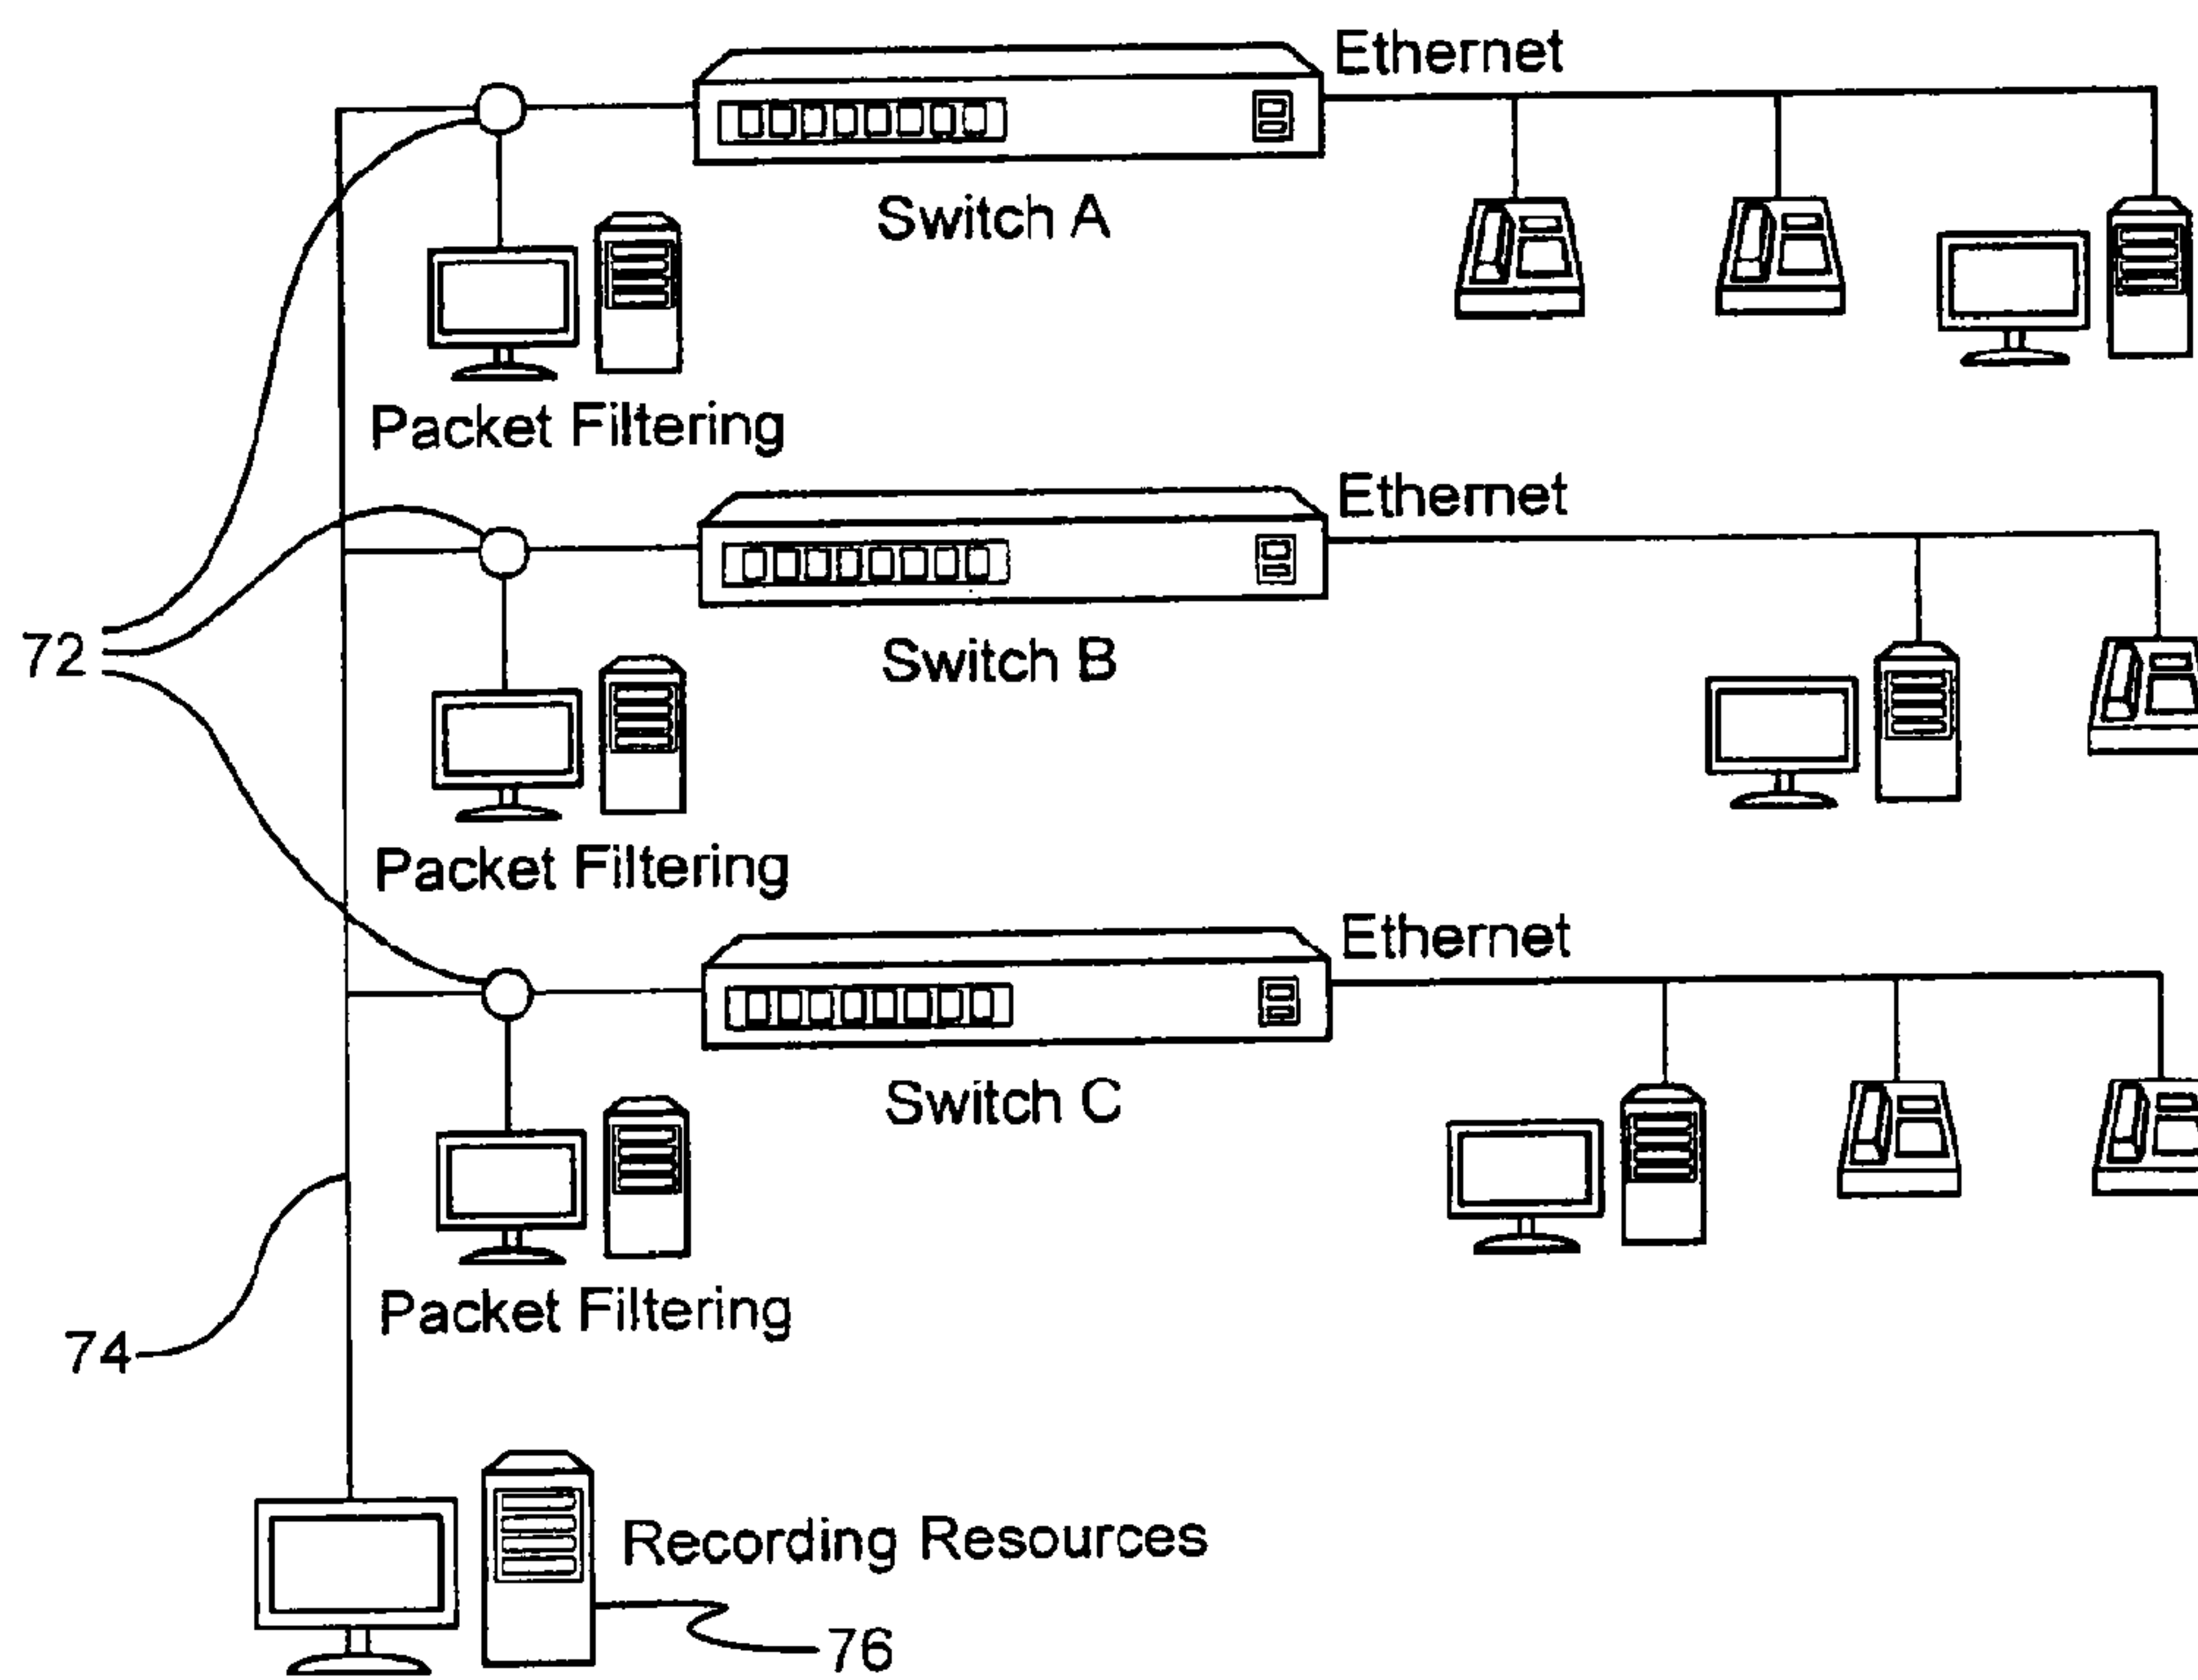 Ethernet
Switch A
Packet Filtering
Ethernet
72
Switch B
Packet Filtering
Ethernet
Switch C
Packet Filtering
74
Recording Resources
76